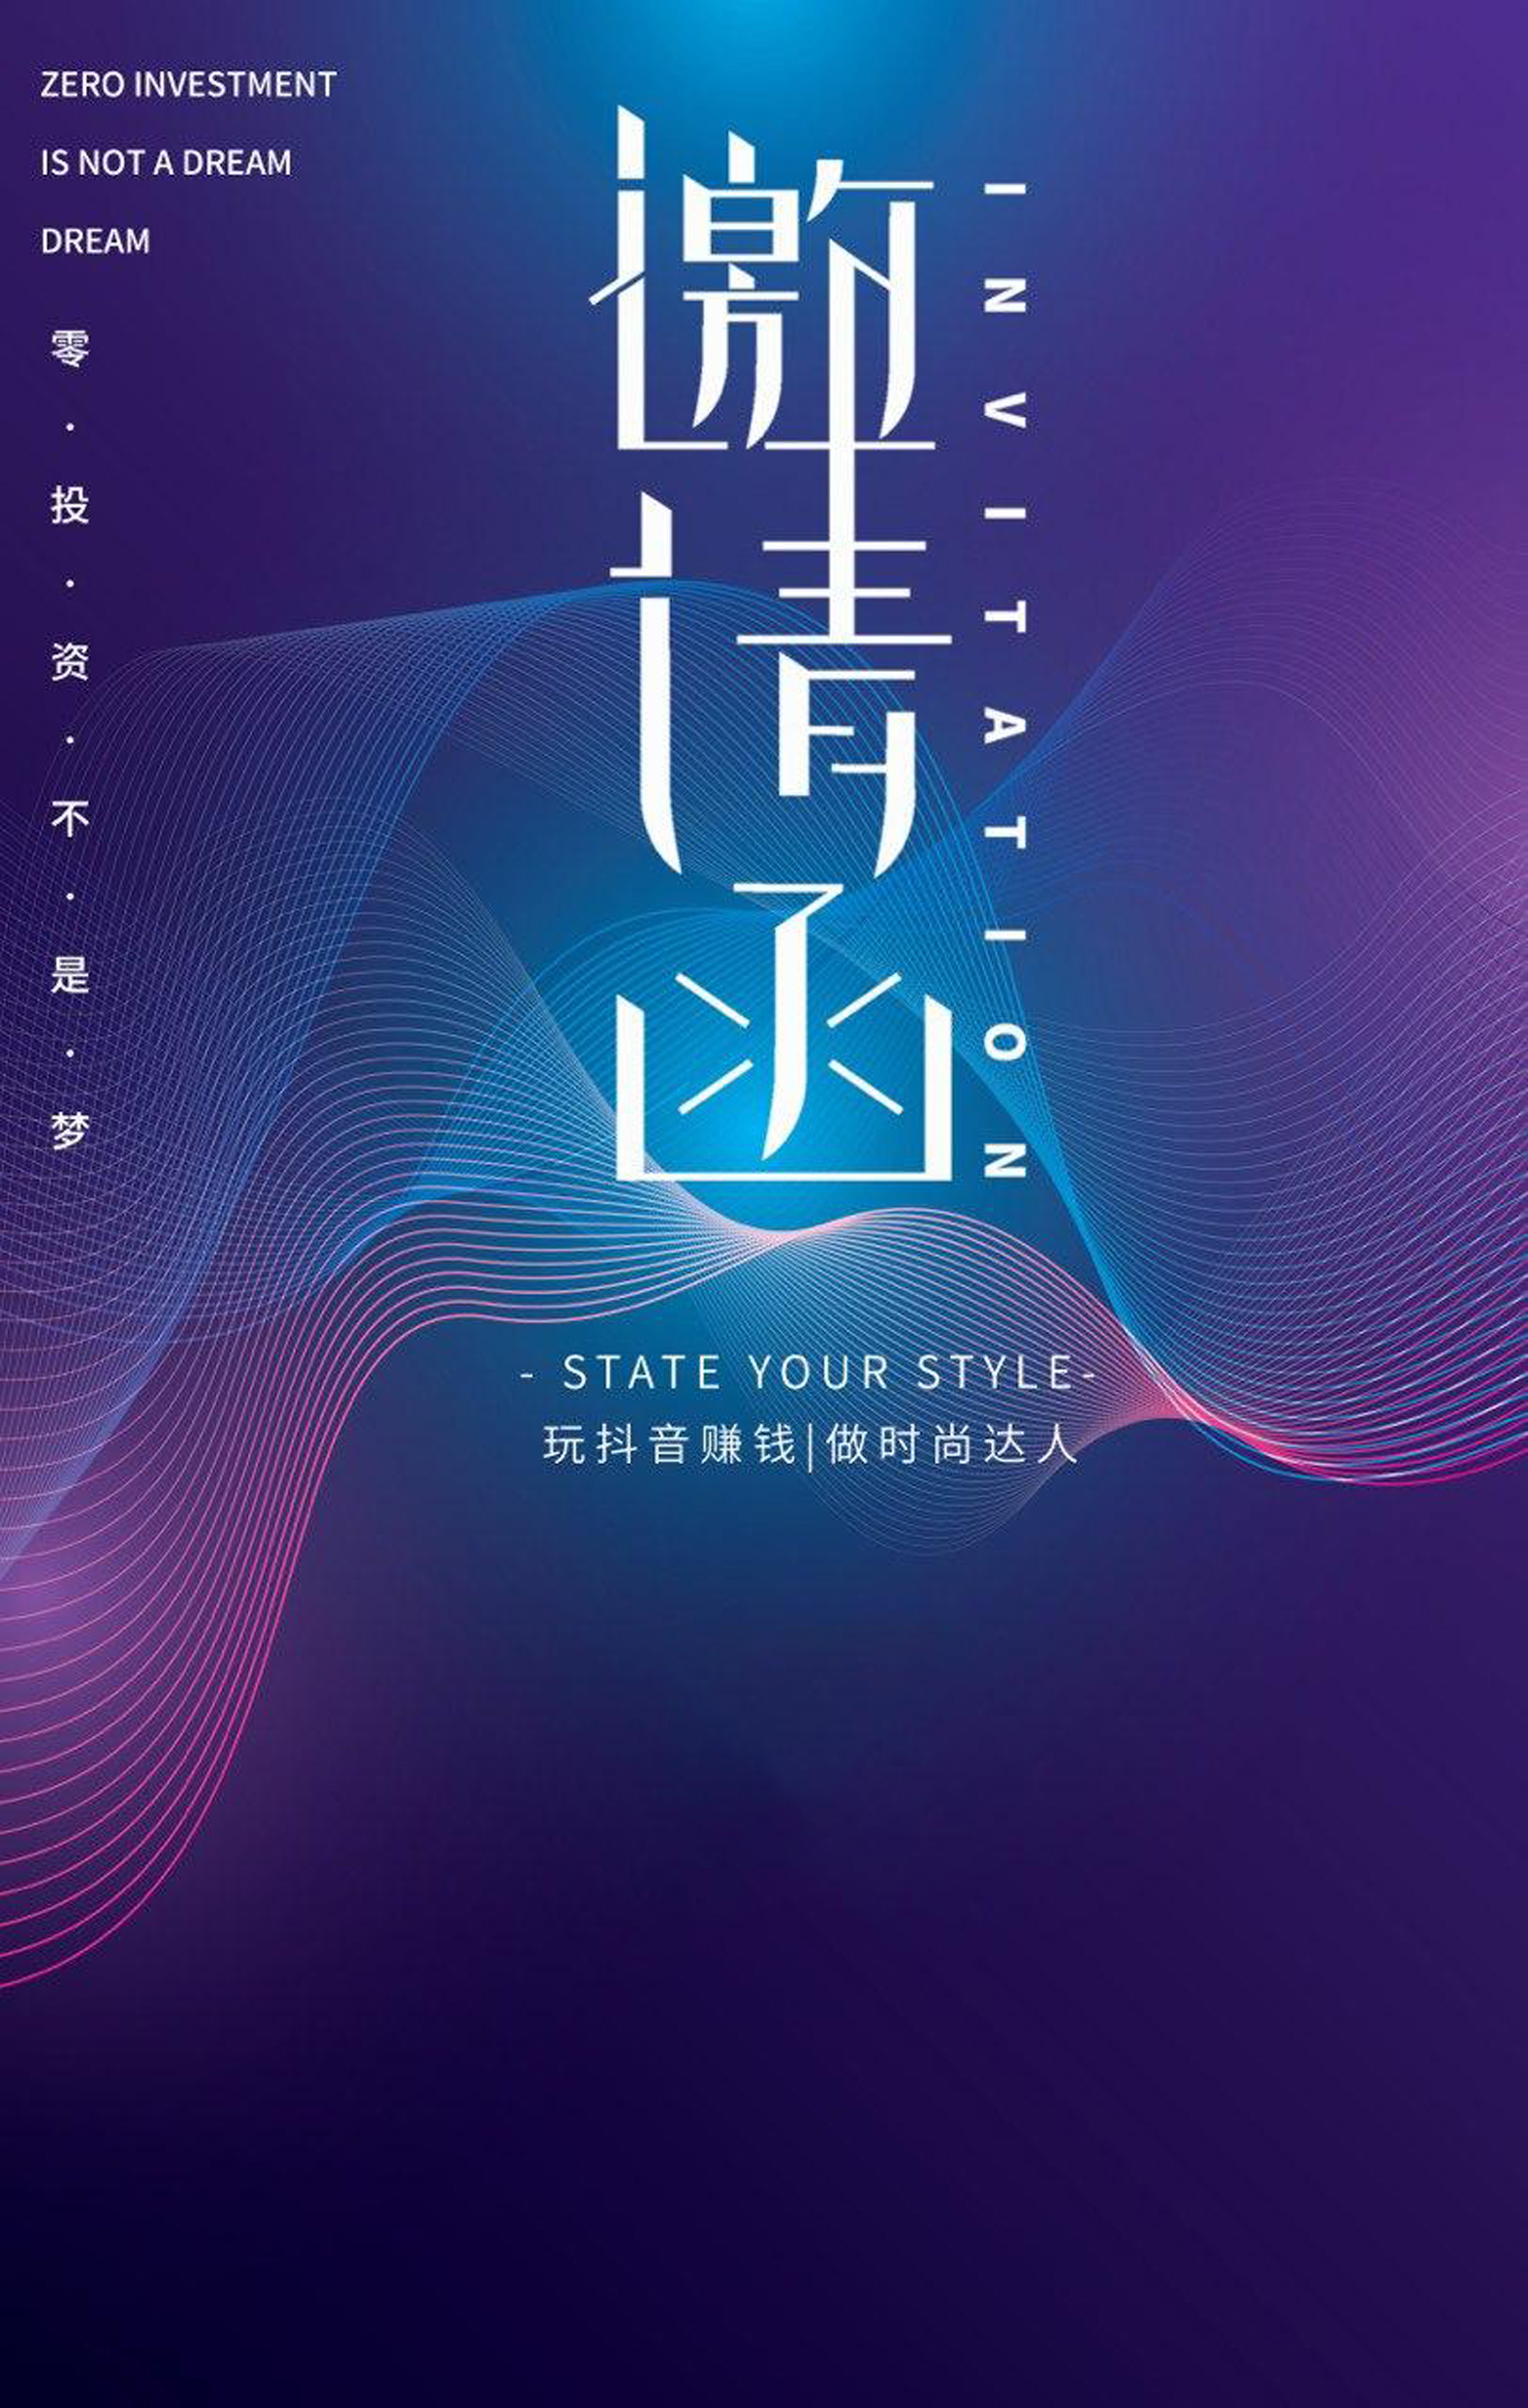 ZERO INVESTMENT
IS NOT A DREAM
DREAM
零·投·资·不·是·梦
邀请函
INVITATION
- STATE YOUR STYLE-
玩抖音赚钱|做时尚达人